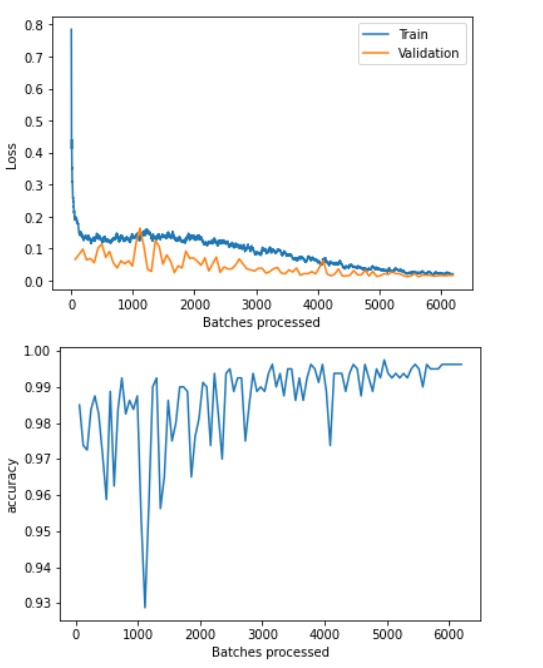 0.8
0.7
0.6
0.5
0.4
0.3
0.2
0.1
0.0
Loss
Train
Validation
0 1000 2000 3000 4000 5000 6000
Batches processed
1.00
0.99
0.98
0.97
0.96
0.95
0.94
0.93
accuracy
0 1000 2000 3000 4000 5000 6000
Batches processed